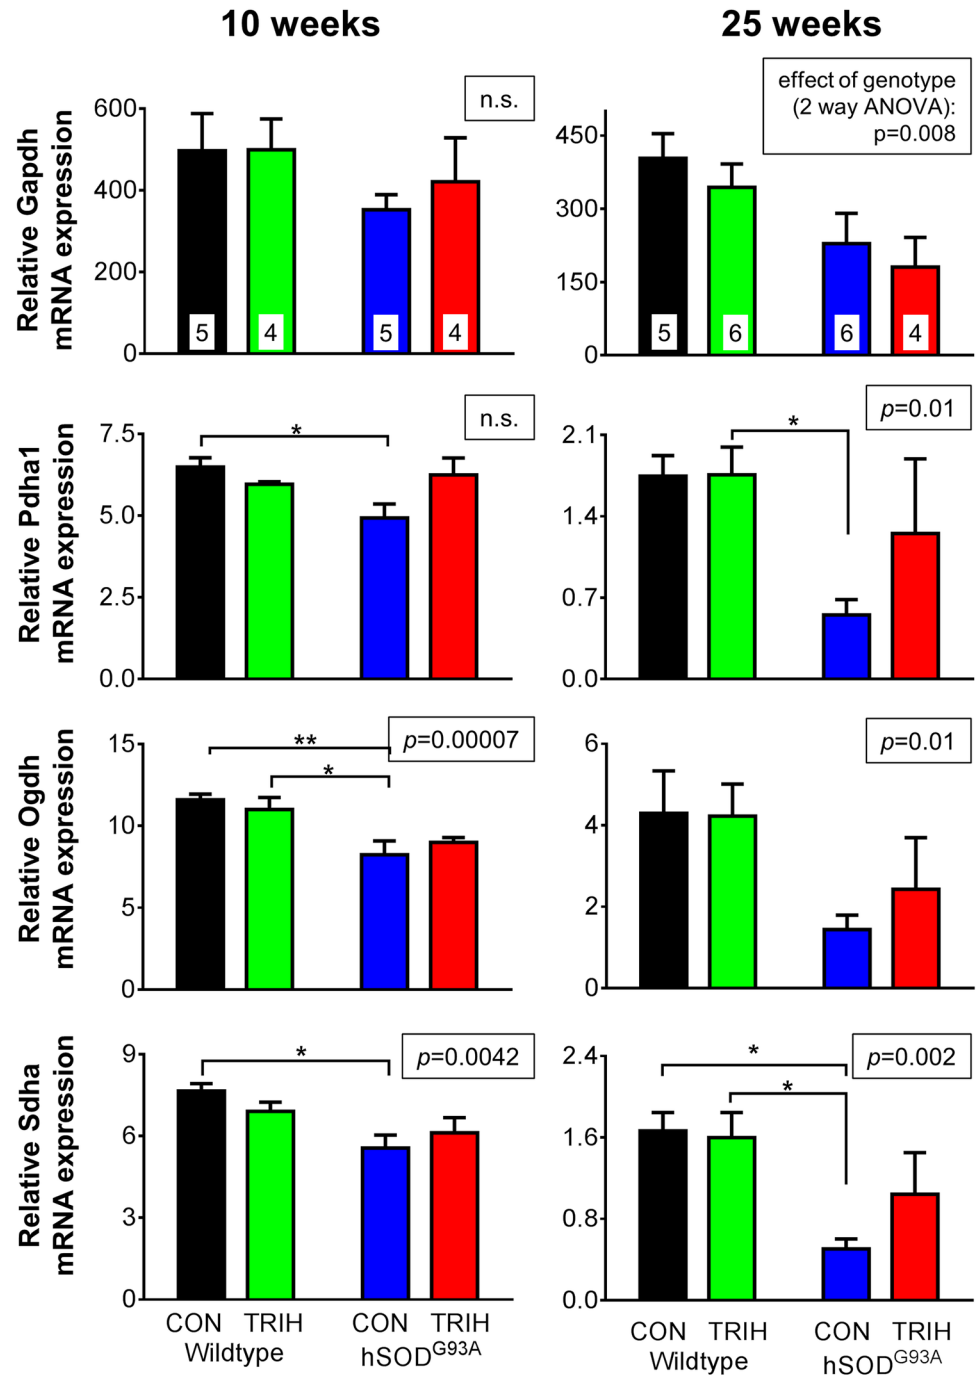 10 weeks
25 weeks
Relative Gapdh
mRNA expression
600
400
200
0
n.s.
5
4
5
4
450
300
150
0
effect of genotype
(2 way ANOVA):
p=0.008
5
6
6
4
Relative Pdha1
mRNA expression
7.5
5.0
2.5
0.0
*
n.s.
2.1
1.4
0.7
0.0
*
p=0.01
Relative Ogdh
mRNA expression
15
10
5
0
**
*
p=0.00007
6
4
2
0
p=0.01
Relative Sdha
mRNA expression
9
6
3
0
*
p=0.0042
2.4
1.6
0.8
0.0
*
*
p=0.002
CON TRIH CON TRIH
Wildtype hSODG93A
CON TRIH CON TRIH
Wildtype hSODG93A